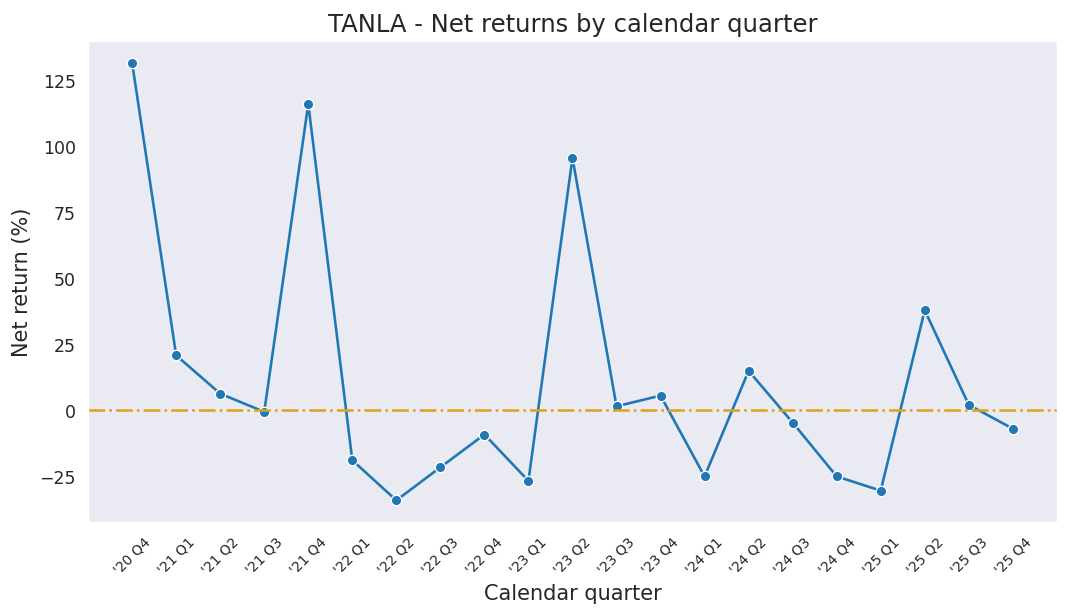 TANLA - Net returns by calendar quarter
Net return (%)
125
100
75
50
25
0
−25
'20 Q4
'21 Q1
'21 Q2
'21 Q3
'21 Q4
'22 Q1
'22 Q2
'22 Q3
'22 Q4
'23 Q1
'23 Q2
'23 Q3
'23 Q4
'24 Q1
'24 Q2
'24 Q3
'24 Q4
'25 Q1
'25 Q2
'25 Q3
'25 Q4
Calendar quarter